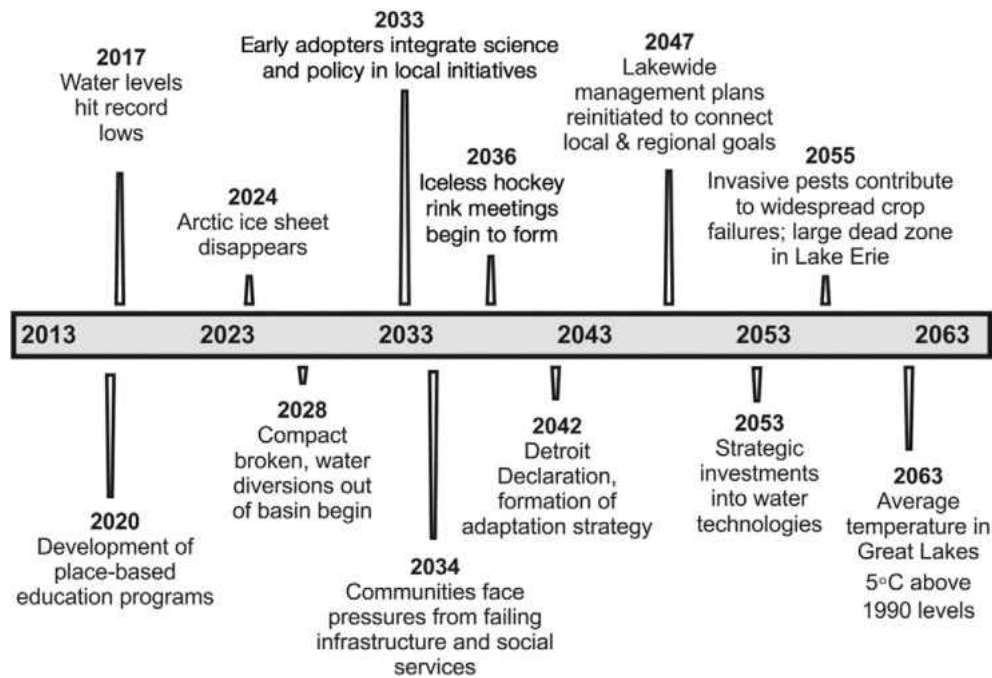 2033
Early adopters integrate science
and policy in local initiatives
2017
Water levels
hit record
lows
2047
Lakewide
management plans
reinitiated to connect
local & regional goals
2024
Arctic ice sheet
disappears
2036
Iceless hockey
rink meetings
begin to form
2055
Invasive pests contribute
to widespread crop
failures; large dead zone
in Lake Erie
2013 2023 2033 2043 2053 2063
2020
Development of
place-based
education programs
2028
Compact
broken, water
diversions out
of basin begin
2034
Communities face
pressures from failing
infrastructure and social
services
2042
Detroit
Declaration,
formation of
adaptation strategy
2053
Strategic
investments
into water
technologies
2063
Average
temperature in
Great Lakes
5°C above
1990 levels